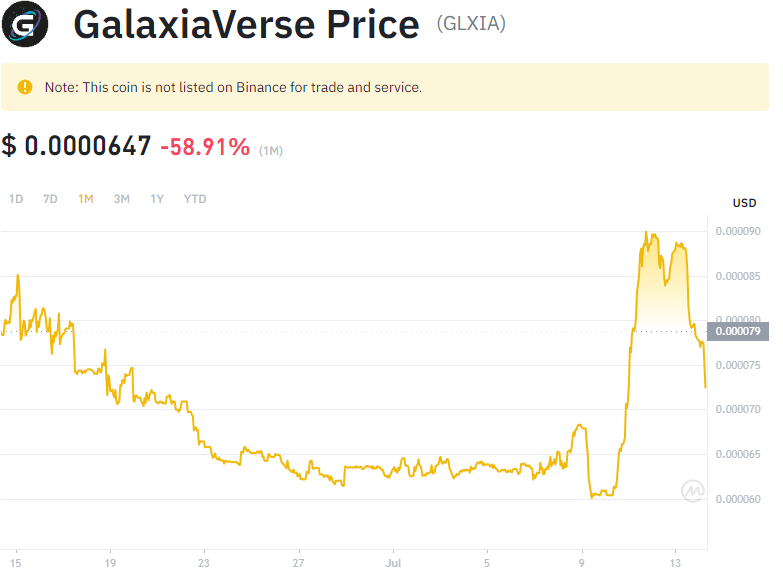 GalaxiaVerse Price (GLXIA)
Note: This coin is not listed on Binance for trade and service.
$ 0.0000647 -58.91% (1M)
1D 7D 1M 3M 1Y YTD
USD
0.000090
0.000085
0.000080
0.000079
0.000075
0.000070
0.000065
0.000060
15 19 23 27 Jul 5 9 13